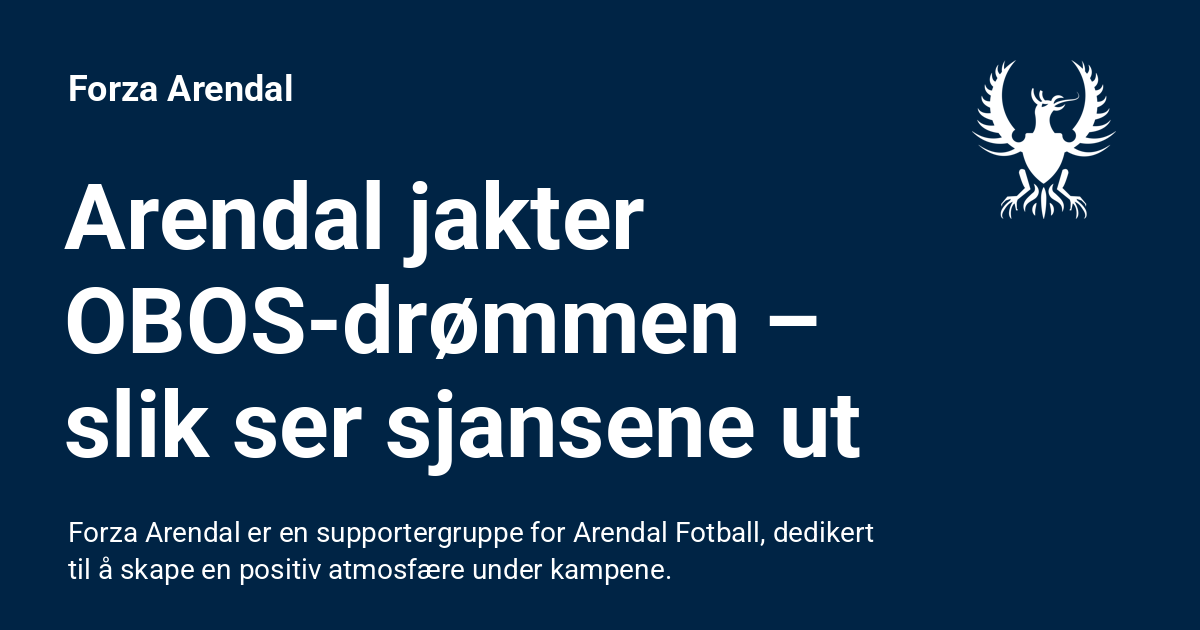 Forza Arendal
Arendal jakter
OBOS-drømmen –
slik ser sjansene ut
Forza Arendal er en supportergruppe for Arendal Fotball, dedikert
til å skape en positiv atmosfære under kampene.